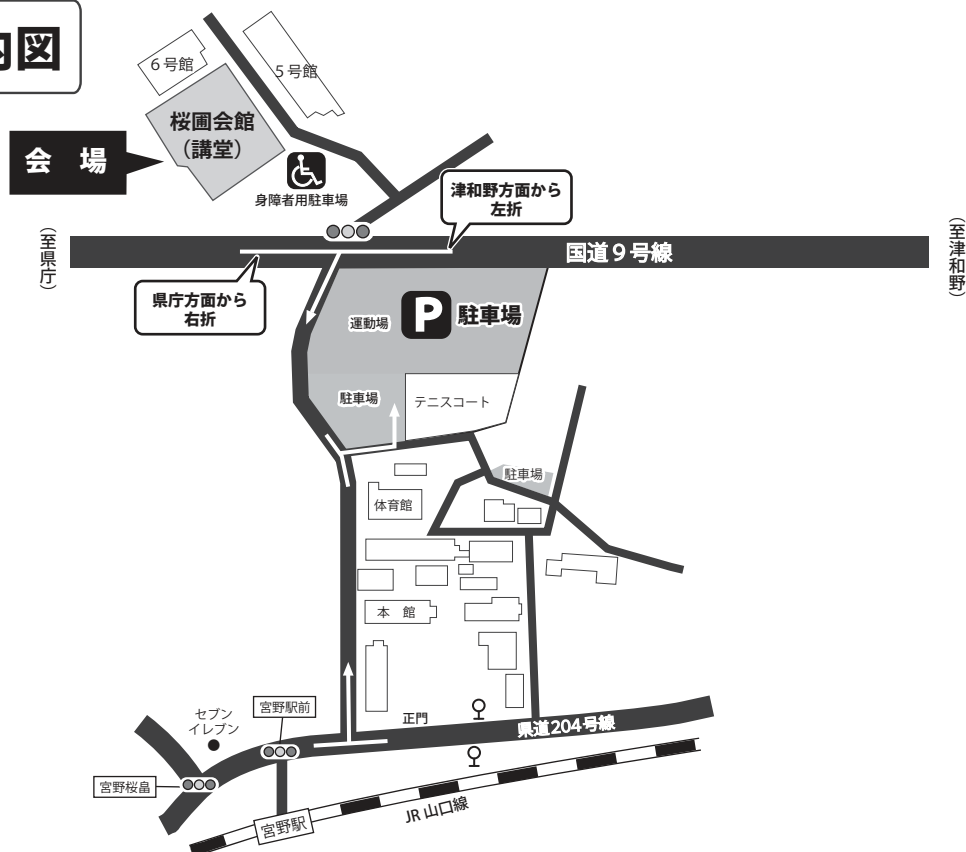 内図
6号館
5号館
桜圃会館
（講堂）
会　場
身障者用駐車場
津和野方面から
左折
（至県庁）
国道9号線
（至津和野）
県庁方面から
右折
運動場
P 駐車場
駐車場
テニスコート
駐車場
体育館
本　館
宮野駅前
セブン
イレブン
正門
県道204号線
宮野桜畠
宮野駅
JR山口線